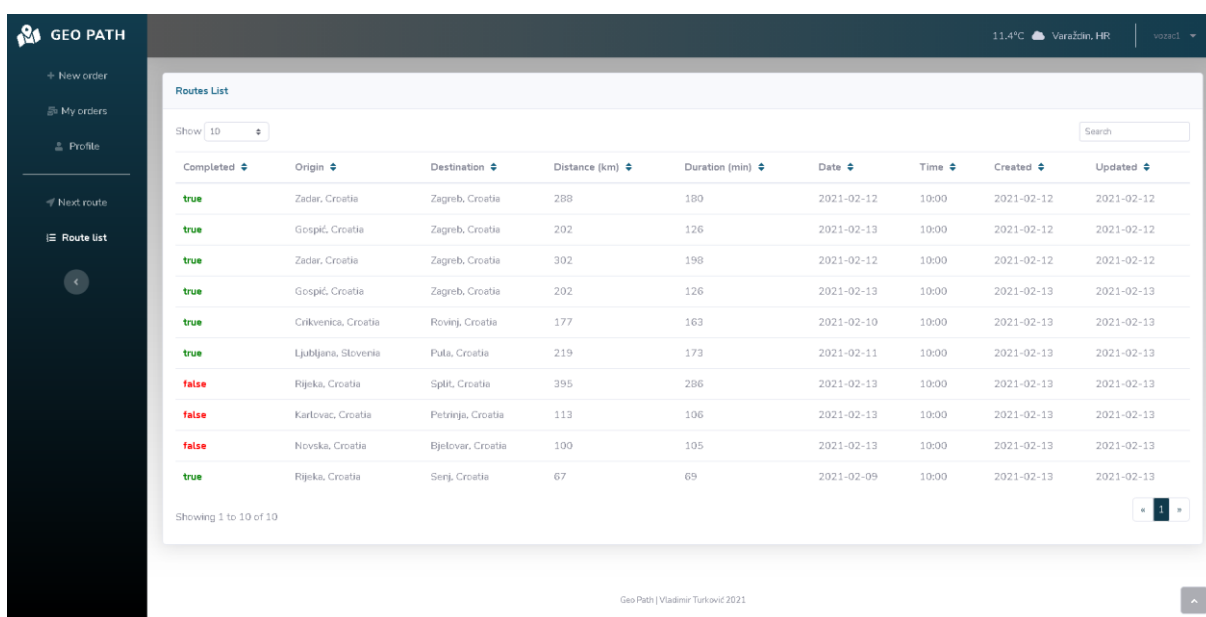 GEO PATH
11.4°C Varaždin, HR
vozac1
+ New order
My orders
Profile
Next route
Route list
Routes List
Show 10
Search
Completed Origin Destination Distance (km) Duration (min) Date Time Created Updated
true Zadar, Croatia Zagreb, Croatia 288 180 2021-02-12 10:00 2021-02-12 2021-02-12
true Gospić, Croatia Zagreb, Croatia 202 126 2021-02-13 10:00 2021-02-12 2021-02-12
true Zadar, Croatia Zagreb, Croatia 302 198 2021-02-12 10:00 2021-02-12 2021-02-12
true Gospić, Croatia Zagreb, Croatia 202 126 2021-02-13 10:00 2021-02-13 2021-02-13
true Crikvenica, Croatia Rovinj, Croatia 177 163 2021-02-10 10:00 2021-02-13 2021-02-13
true Ljubljana, Slovenia Pula, Croatia 219 173 2021-02-11 10:00 2021-02-13 2021-02-13
false Rijeka, Croatia Split, Croatia 395 286 2021-02-13 10:00 2021-02-13 2021-02-13
false Karlovac, Croatia Petrinja, Croatia 113 106 2021-02-13 10:00 2021-02-13 2021-02-13
false Novska, Croatia Bjelovar, Croatia 100 105 2021-02-13 10:00 2021-02-13 2021-02-13
true Rijeka, Croatia Senj, Croatia 67 69 2021-02-09 10:00 2021-02-13 2021-02-13
Showing 1 to 10 of 10
« 1 »
Geo Path | Vladimir Turković 2021